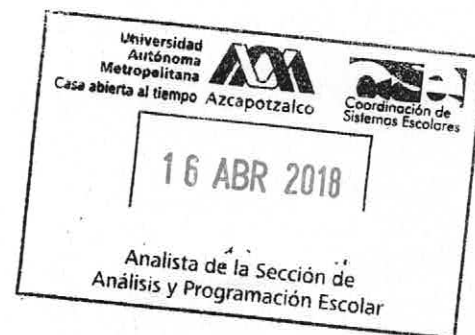 Universidad
Autónoma
Metropolitana
Casa abierta al tiempo Azcapotzalco
Coordinación de
Sistemas Escolares
16 ABR 2018
Analista de la Sección de
Análisis y Programación Escolar